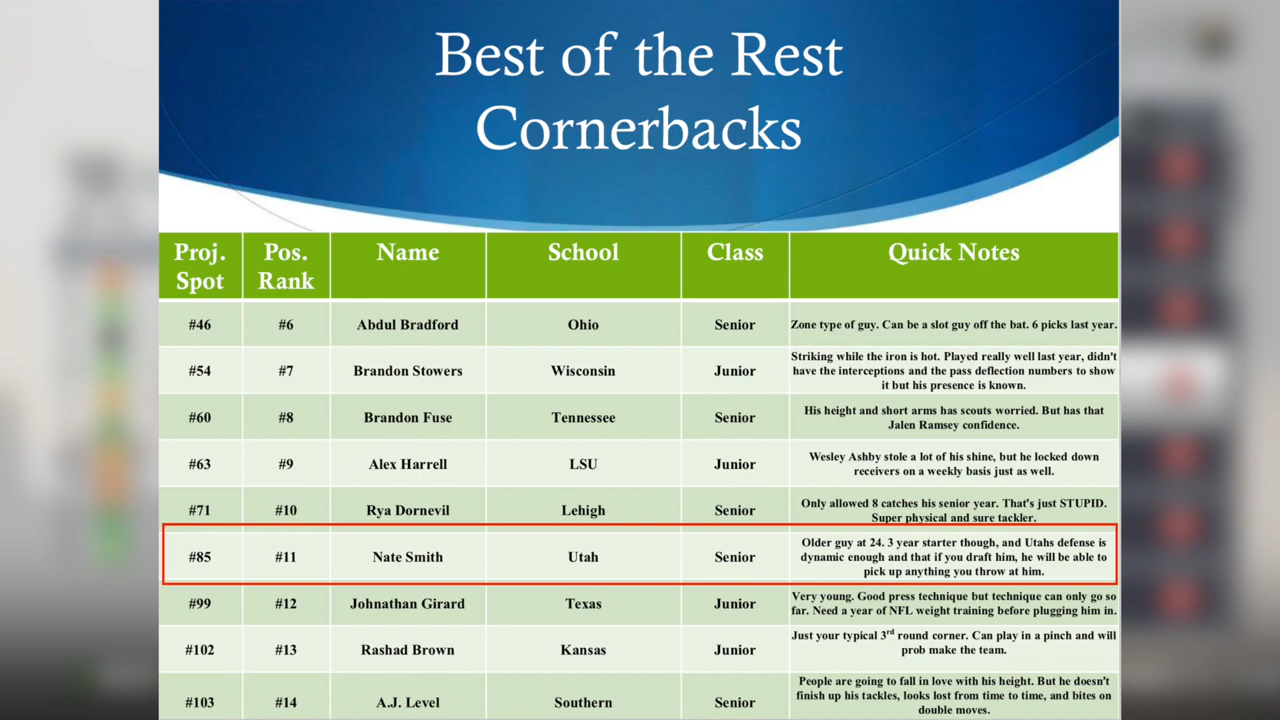 Best of the Rest
Cornerbacks
Proj. Spot Pos. Rank Name School Class Quick Notes
#46 #6 Abdul Bradford Ohio Senior Zone type of guy. Can be a slot guy off the bat. 6 picks last year.
#54 #7 Brandon Stowers Wisconsin Junior Striking while the iron is hot. Played really well last year, didn't
have the interceptions and the pass deflection numbers to show
it but his presence is known.
#60 #8 Brandon Fuse Tennessee Senior His height and short arms has scouts worried. But has that
Jalen Ramsey confidence.
#63 #9 Alex Harrell LSU Junior Wesley Ashby stole a lot of his shine, but he locked down
receivers on a weekly basis just as well.
#71 #10 Rya Dornevil Lehigh Senior Only allowed 8 catches his senior year. That's just STUPID.
Super physical and sure tackler.
#85 #11 Nate Smith Utah Senior Older guy at 24. 3 year starter though, and Utahs defense is
dynamic enough and that if you draft him, he will be able to
pick up anything you throw at him.
#99 #12 Johnathan Girard Texas Junior Very young. Good press technique but technique can only go so
far. Need a year of NFL weight training before plugging him in.
#102 #13 Rashad Brown Kansas Junior Just your typical 3rd round corner. Can play in a pinch and will
prob make the team.
#103 #14 A.J. Level Southern Senior People are going to fall in love with his height. But he doesn't
finish up his tackles, looks lost from time to time, and bites on
double moves.